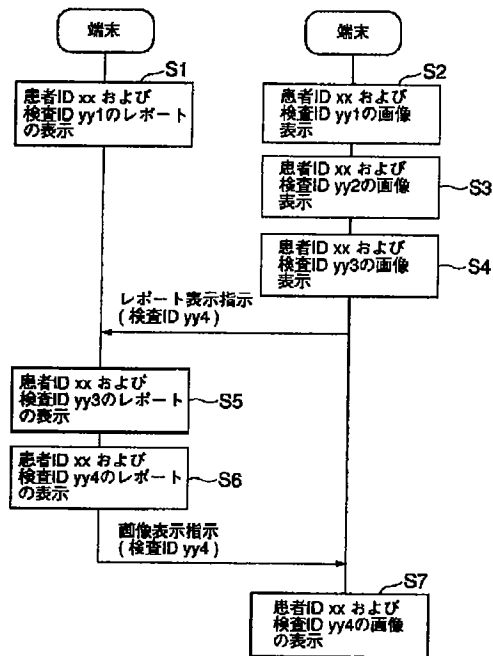 端末
端末
S1
患者ID xx および
検査ID yy1のレポート
の表示
S2
患者ID xx および
検査ID yy1の画像
表示
患者ID xx および
検査ID yy2の画像
表示
S3
患者ID xx および
検査ID yy3の画像
表示
S4
レポート表示指示
( 検査ID yy4 )
患者ID xx および
検査ID yy3のレポート
の表示
S5
患者ID xx および
検査ID yy4のレポート
の表示
S6
画像表示指示
( 検査ID yy4 )
S7
患者ID xx および
検査ID yy4の画像
の表示